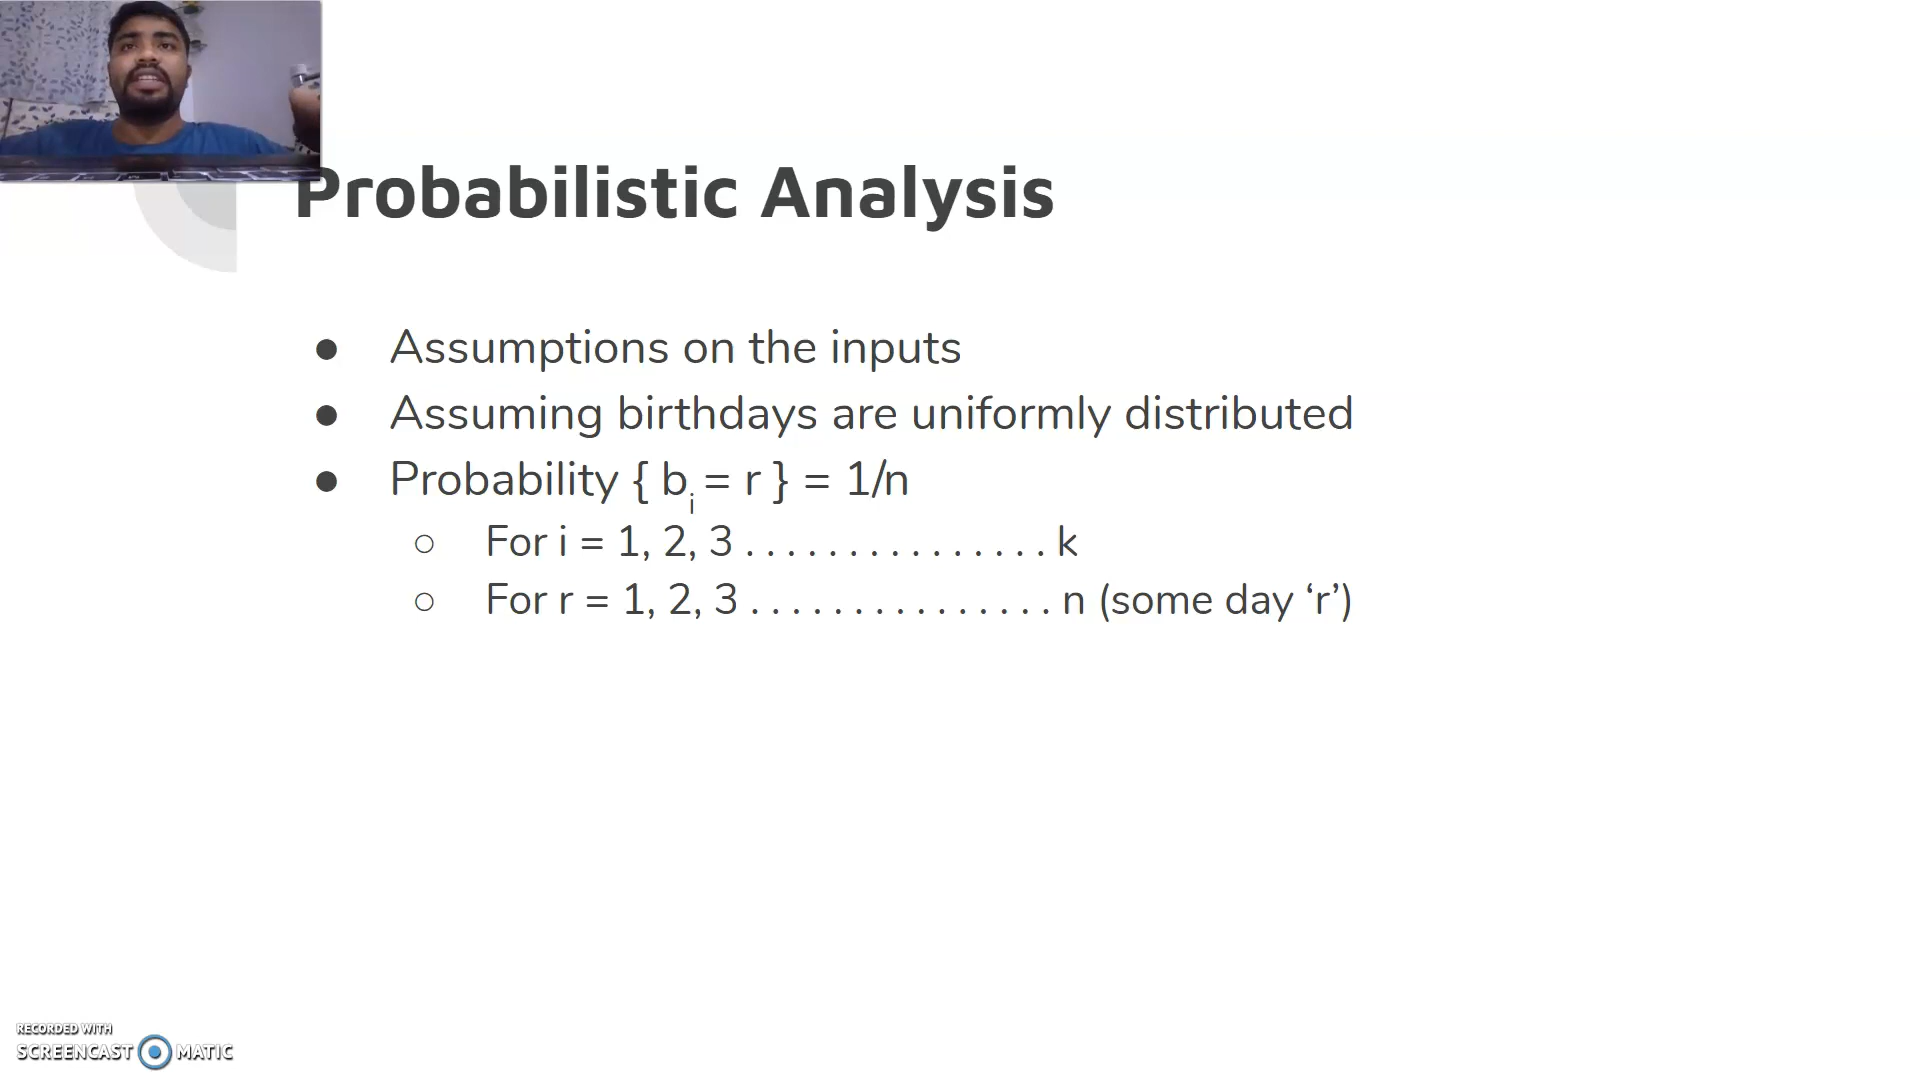 Probabilistic Analysis
● Assumptions on the inputs
● Assuming birthdays are uniformly distributed
● Probability { bᵢ = r } = 1/n
○ For i = 1, 2, 3 . . . . . . . . . . . . . . . k
○ For r = 1, 2, 3 . . . . . . . . . . . . . . . n (some day ‘r’)
RECORDED WITH
SCREENCAST MATIC